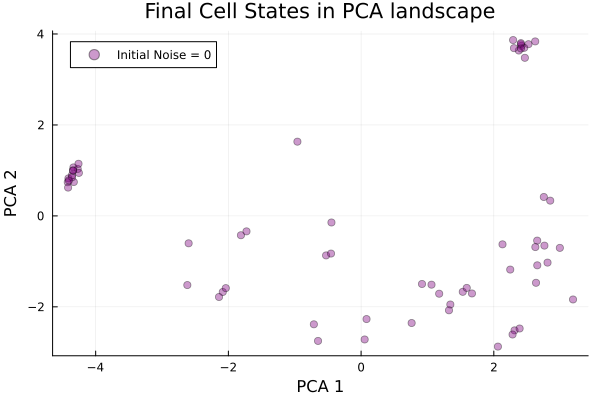 Final Cell States in PCA landscape
Initial Noise = 0
4
2
0
−2
PCA 2
−4
−2
0
2
PCA 1